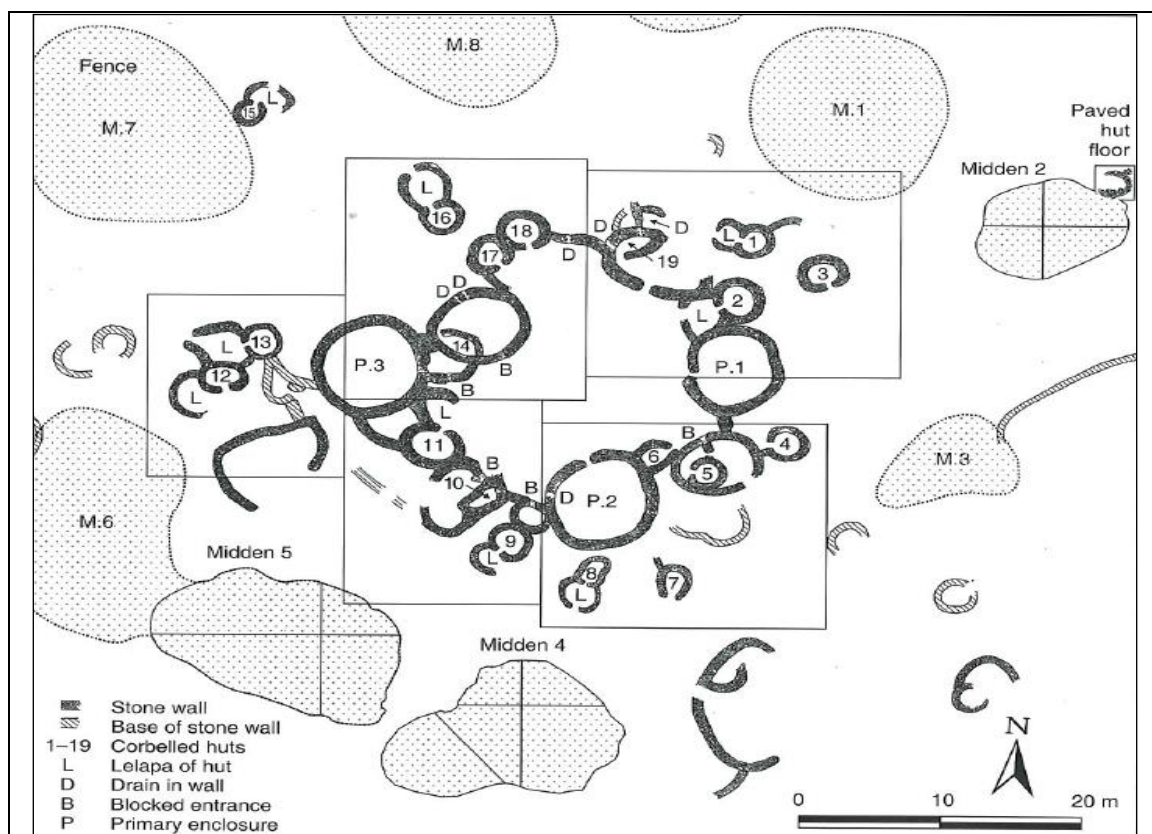 M.8
Fence
L
15
M.7
M.1
Paved
hut
floor
Midden 2
L
16
18
17
D
D
D
19
L
1
3
D
D
2
L
14
B
P.3
P.1
13
L
12
L
B
L
11
B
10
B
D
P.2
6
B
5
4
M.3
9
L
8
L
7
M.6
Midden 5
Midden 4
Stone wall
Base of stone wall
1–19 Corbelled huts
L Lelapa of hut
D Drain in wall
B Blocked entrance
P Primary enclosure
N
0 10 20 m